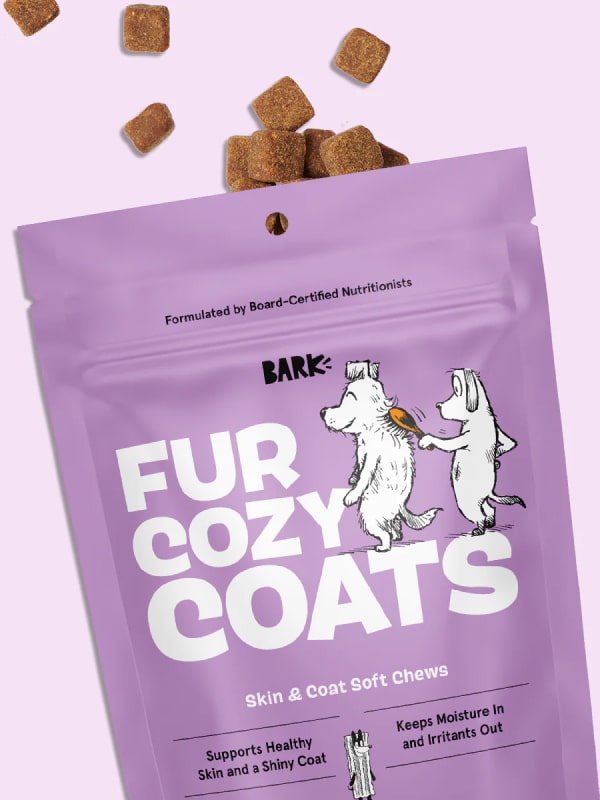 Formulated by Board-Certified Nutritionists
BARK
FUR
COZY
COATS
Skin & Coat Soft Chews
Supports Healthy
Skin and a Shiny Coat
Keeps Moisture In
and Irritants Out